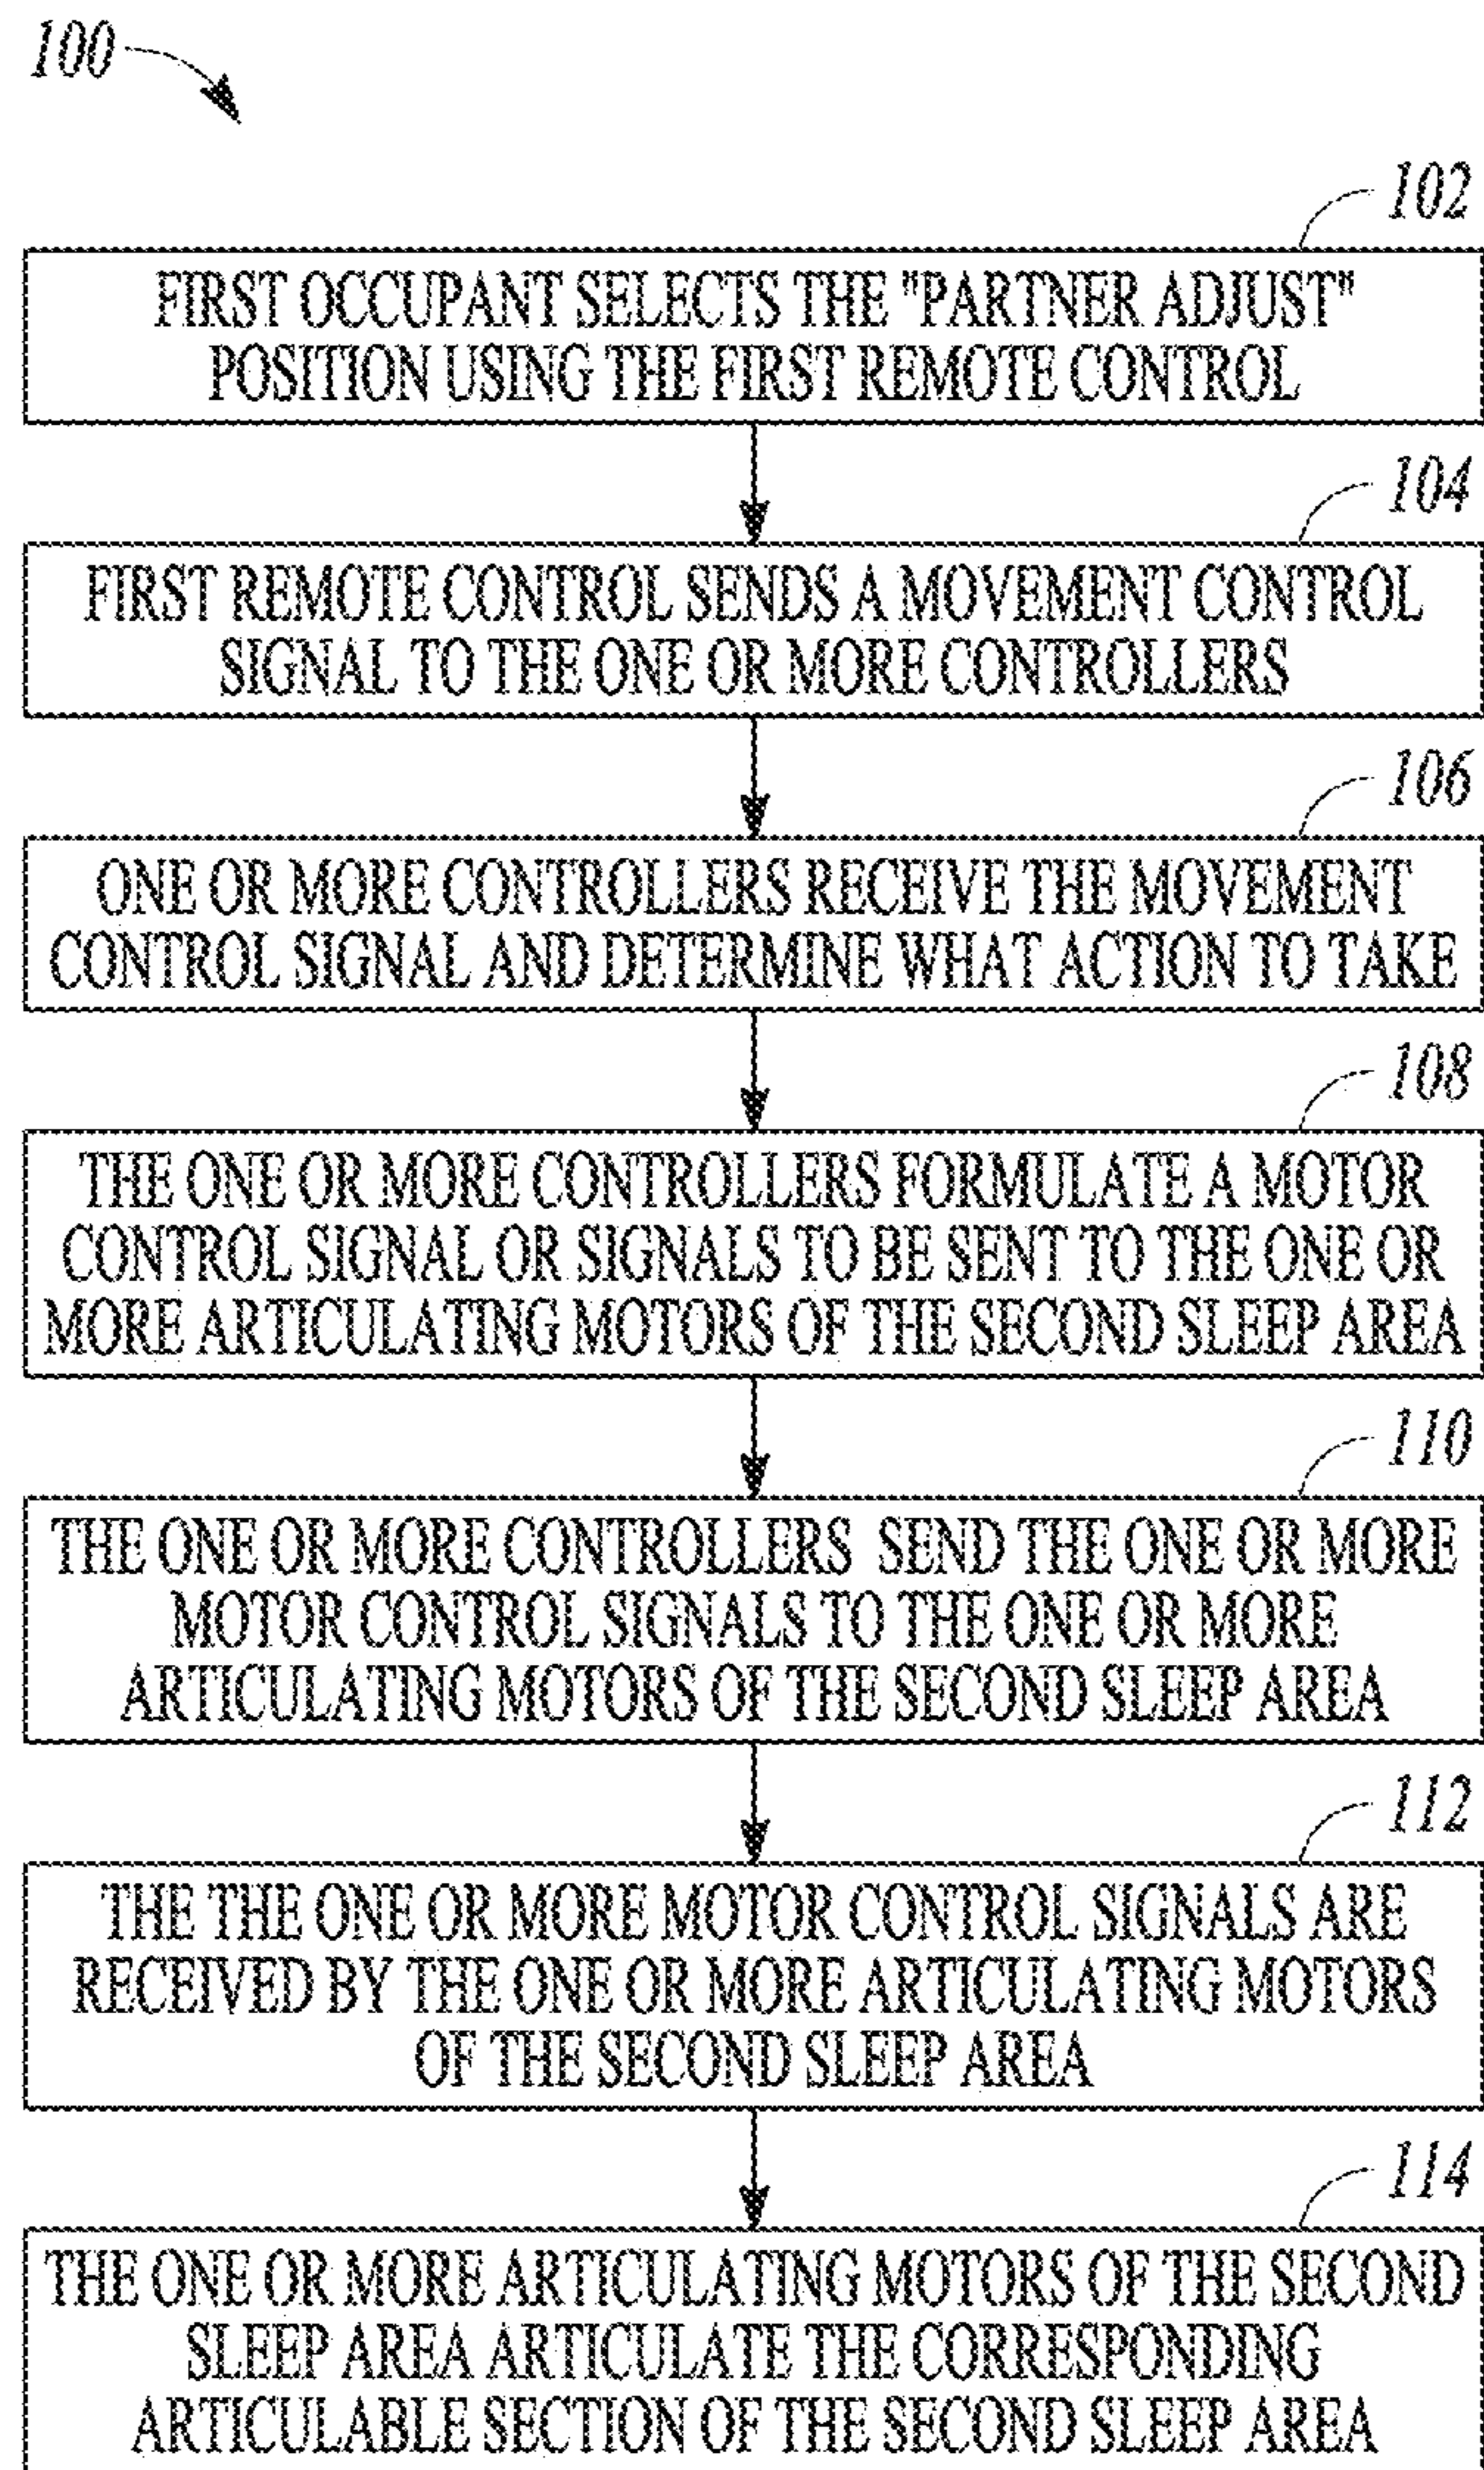 100
102
FIRST OCCUPANT SELECTS THE "PARTNER ADJUST"
POSITION USING THE FIRST REMOTE CONTROL
104
FIRST REMOTE CONTROL SENDS A MOVEMENT CONTROL
SIGNAL TO THE ONE OR MORE CONTROLLERS
106
ONE OR MORE CONTROLLERS RECEIVE THE MOVEMENT
CONTROL SIGNAL AND DETERMINE WHAT ACTION TO TAKE
108
THE ONE OR MORE CONTROLLERS FORMULATE A MOTOR
CONTROL SIGNAL OR SIGNALS TO BE SENT TO THE ONE OR
MORE ARTICULATING MOTORS OF THE SECOND SLEEP AREA
110
THE ONE OR MORE CONTROLLERS SEND THE ONE OR MORE
MOTOR CONTROL SIGNALS TO THE ONE OR MORE
ARTICULATING MOTORS OF THE SECOND SLEEP AREA
112
THE THE ONE OR MORE MOTOR CONTROL SIGNALS ARE
RECEIVED BY THE ONE OR MORE ARTICULATING MOTORS
OF THE SECOND SLEEP AREA
114
THE ONE OR MORE ARTICULATING MOTORS OF THE SECOND
SLEEP AREA ARTICULATE THE CORRESPONDING
ARTICULABLE SECTION OF THE SECOND SLEEP AREA